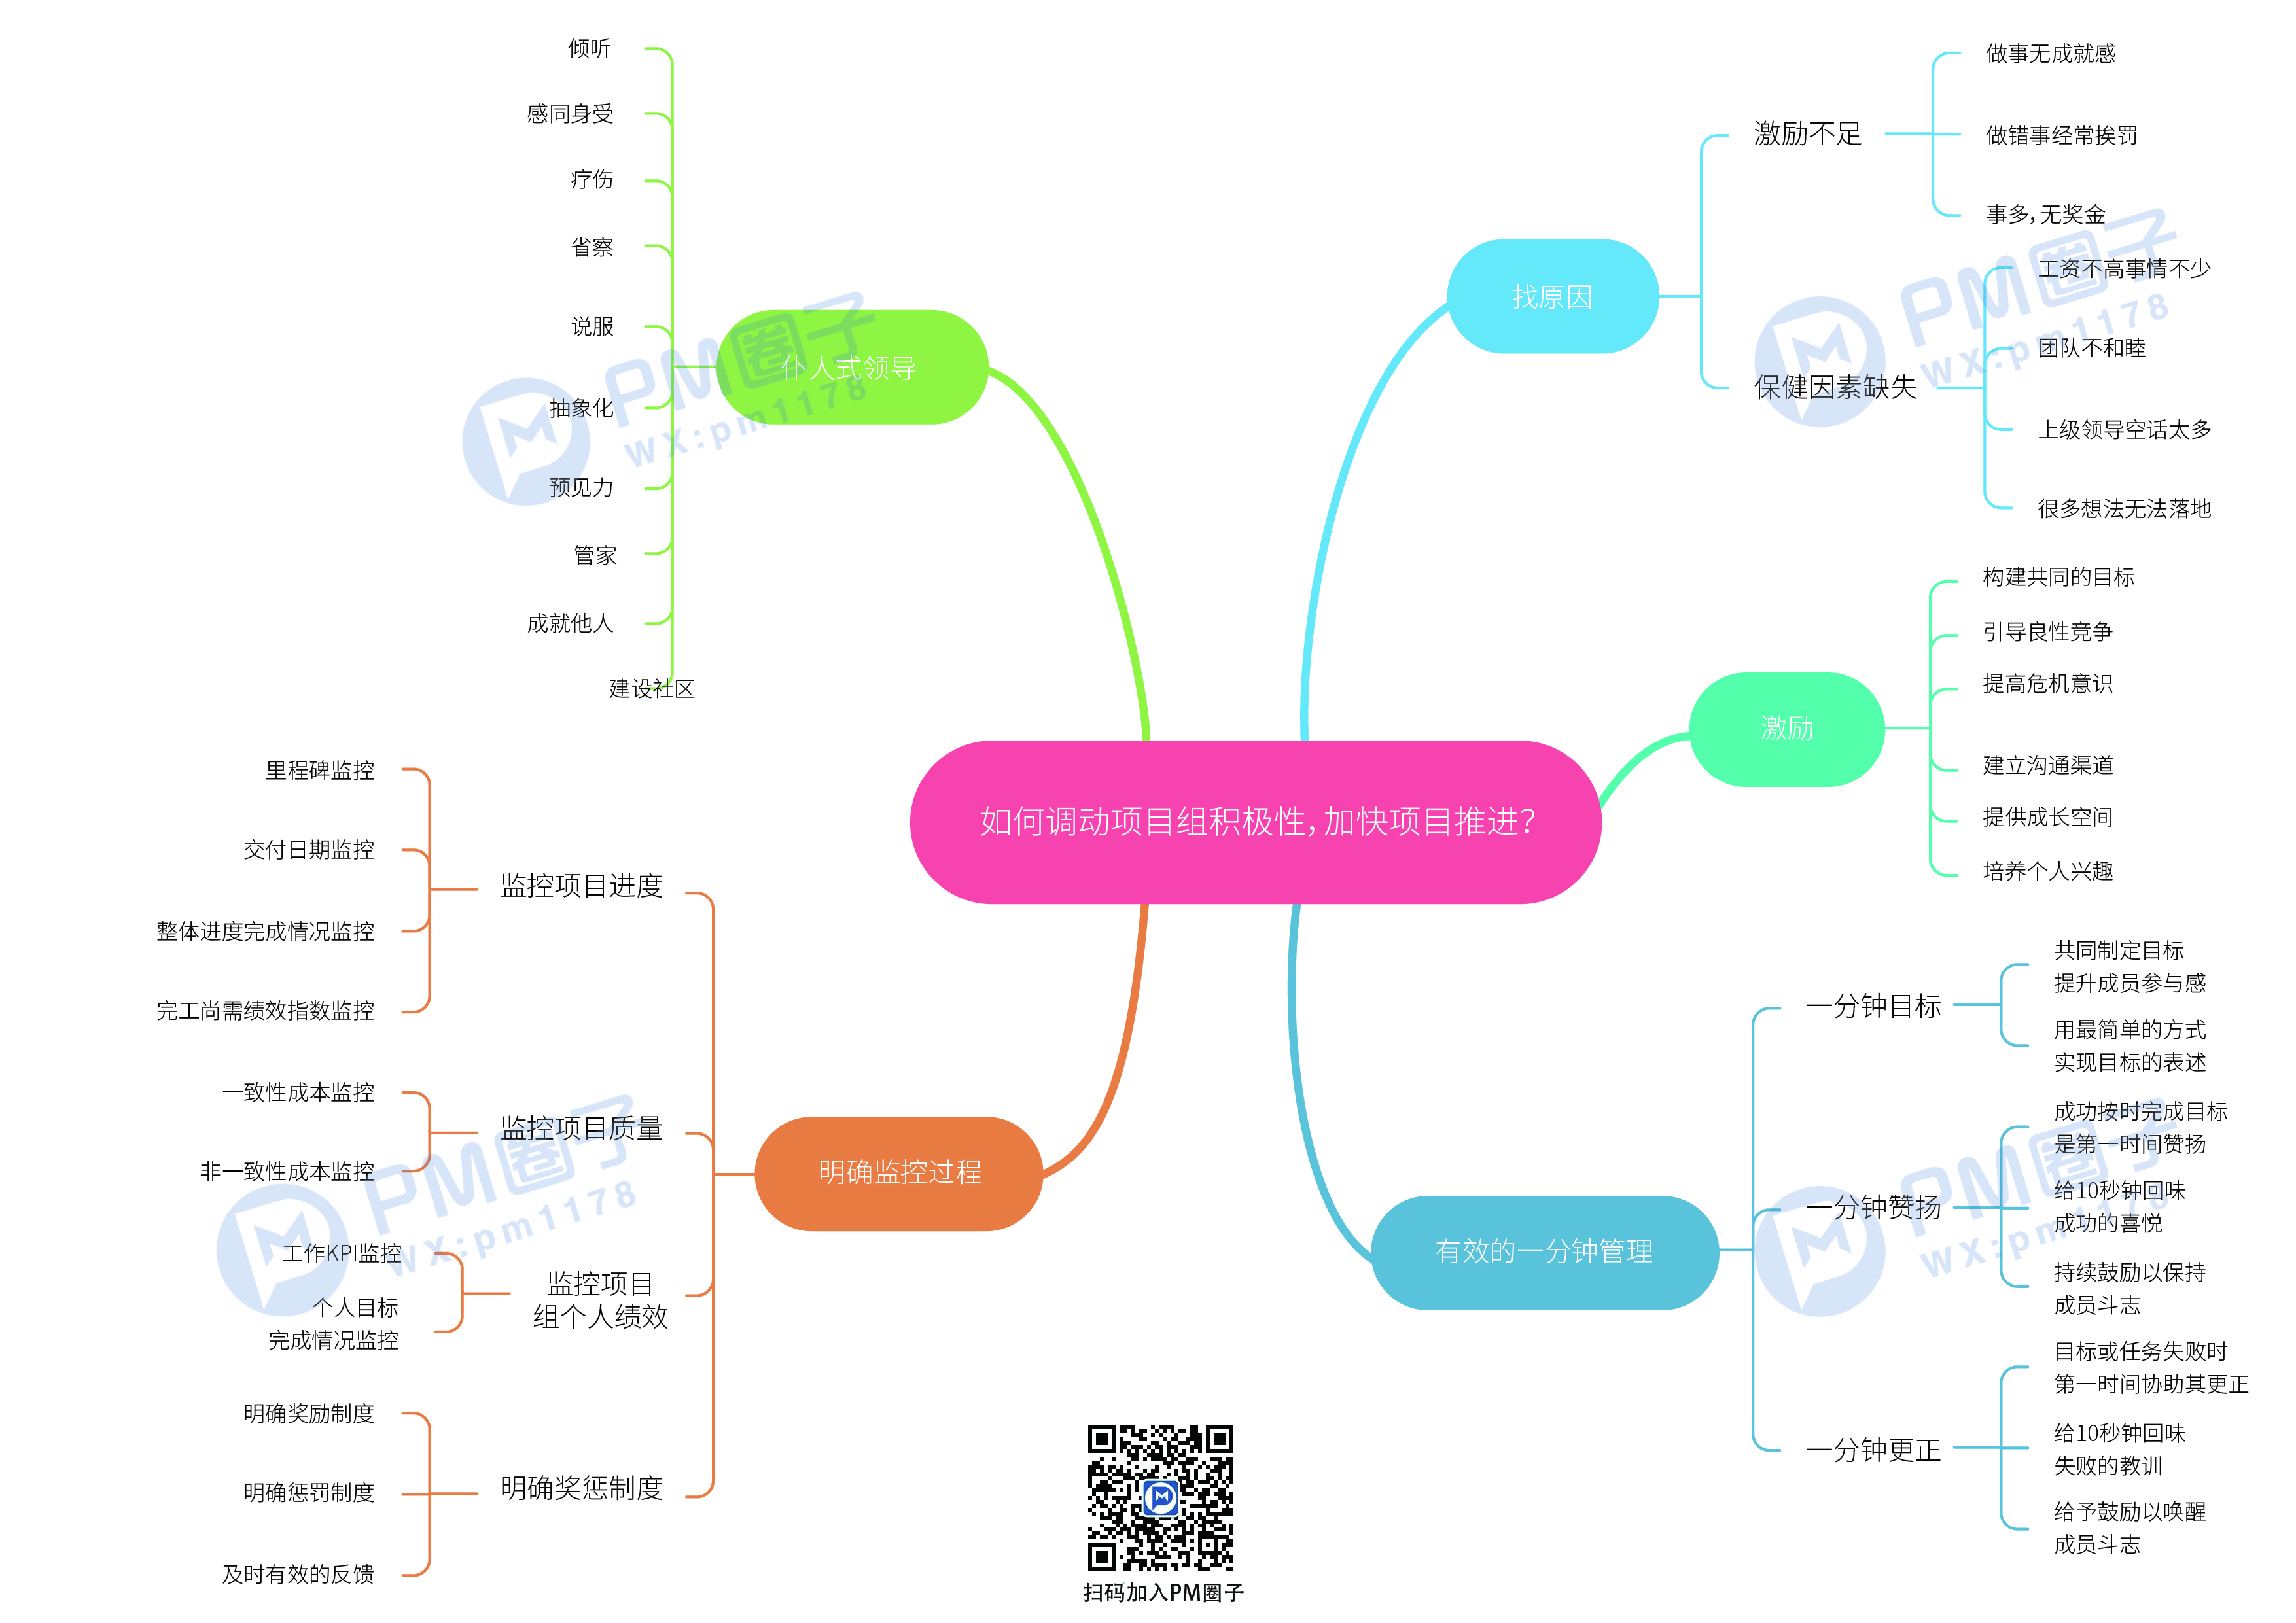 如何调动项目组积极性，加快项目推进？
找原因
激励不足
做事无成就感
做错事经常挨罚
事多，无奖金
保健因素缺失
工资不高事情不少
团队不和睦
上级领导空话太多
很多想法无法落地
激励
构建共同的目标
引导良性竞争
提高危机意识
建立沟通渠道
提供成长空间
培养个人兴趣
有效的一分钟管理
一分钟目标
共同制定目标
提升成员参与感
用最简单的方式
实现目标的表述
一分钟赞扬
成功按时完成目标
是第一时间赞扬
给10秒钟回味
成功的喜悦
持续鼓励以保持
成员斗志
一分钟更正
目标或任务失败时
第一时间协助其更正
给10秒钟回味
失败的教训
给予鼓励以唤醒
成员斗志
仆人式领导
倾听
感同身受
疗伤
省察
说服
抽象化
预见力
管家
成就他人
建设社区
明确监控过程
监控项目进度
里程碑监控
交付日期监控
整体进度完成情况监控
完工尚需绩效指数监控
监控项目质量
一致性成本监控
非一致性成本监控
监控项目
组个人绩效
工作KPI监控
个人目标
完成情况监控
明确奖惩制度
明确奖励制度
明确惩罚制度
及时有效的反馈
扫码加入PM圈子
PM圈子
wx:pm1178
PM圈子
wx:pm1178
PM圈子
wx:pm1178
PM圈子
wx:pm1178